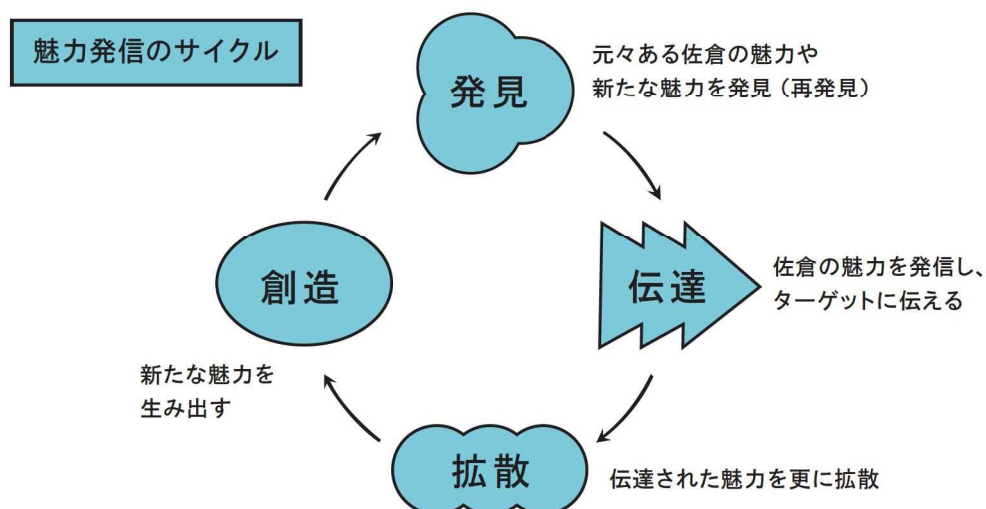 魅力発信のサイクル
発見
元々ある佐倉の魅力や
新たな魅力を発見（再発見）
伝達
佐倉の魅力を発信し、
ターゲットに伝える
拡散
伝達された魅力を更に拡散
創造
新たな魅力を
生み出す